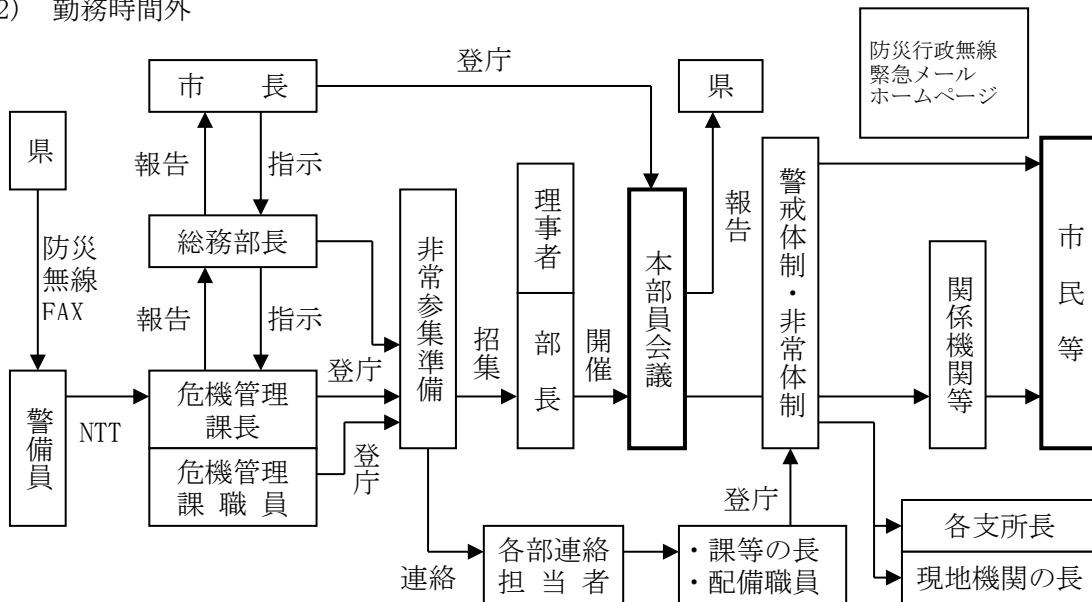 2)　勤務時間外
防災行政無線
緊急メール
ホームページ
市　　長
登庁
県
県
報告
指示
総務部長
防災
無線
FAX
報告
指示
非常参集準備
理事者
部長
本部員会議
報告
警戒体制・非常体制
関係機関等
市民等
招集
開催
登庁
警備員
NTT
危機管理
課長
危機管理
課 職 員
登庁
登庁
連絡
各部連絡
担 当 者
・課等の長
・配備職員
各支所長
現地機関の長